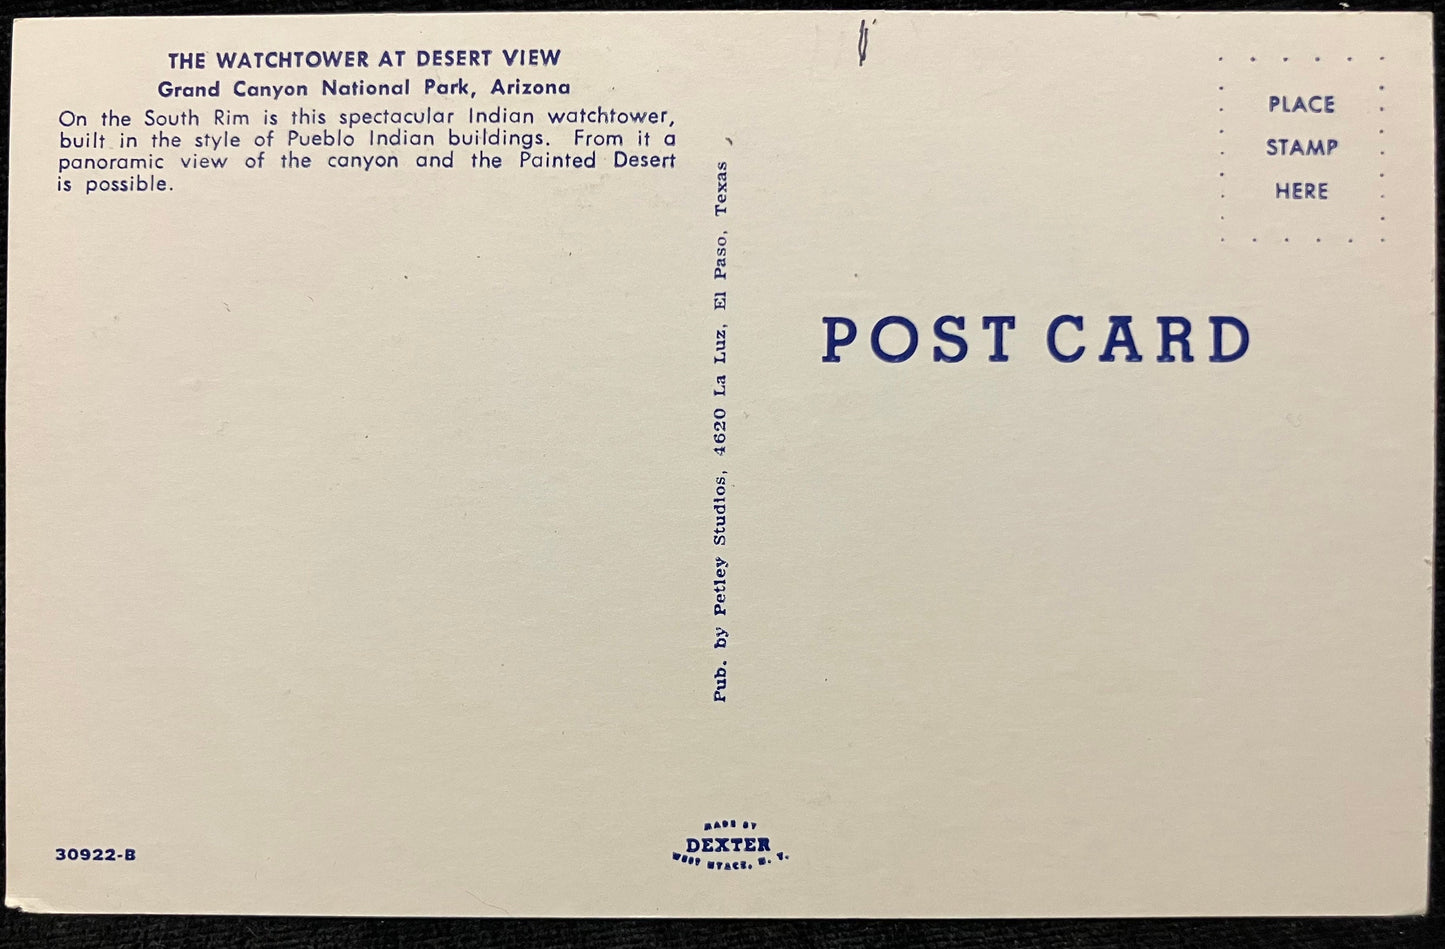 THE WATCHTOWER AT DESERT VIEW
Grand Canyon National Park, Arizona
On the South Rim is this spectacular Indian watchtower,
built in the style of Pueblo Indian buildings. From it a
panoramic view of the canyon and the Painted Desert
is possible.
Pub. by Petley Studios, 4620 La Luz, El Paso, Texas
PLACE
STAMP
HERE
POST CARD
30922-B
MADE BY
DEXTER
WEST NYACK, N. Y.